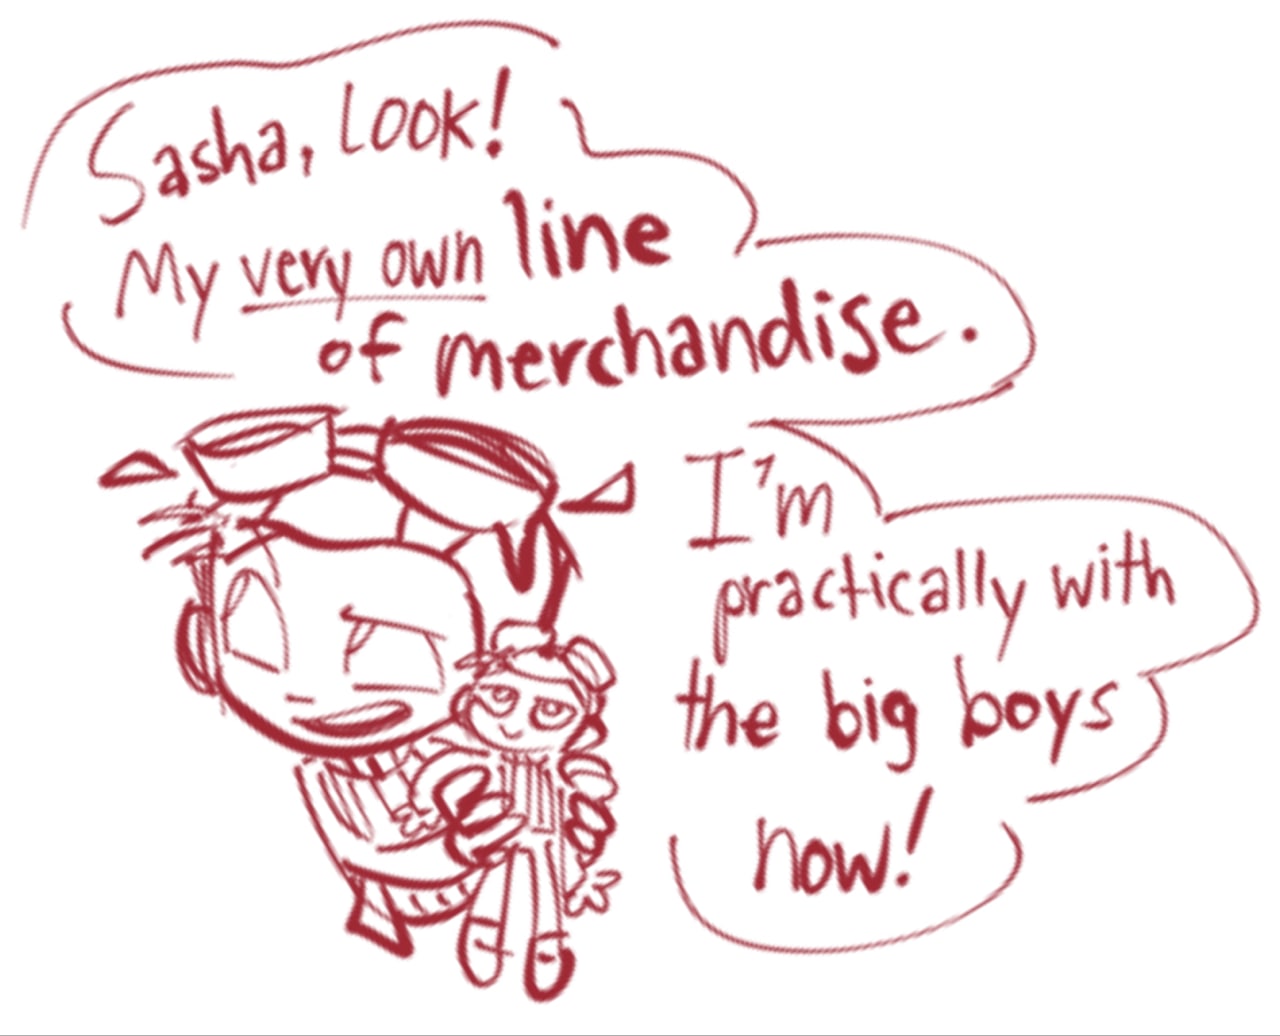 Sasha, Look!
My very own line
of merchandise.
I'm
practically with
the big boys
now!